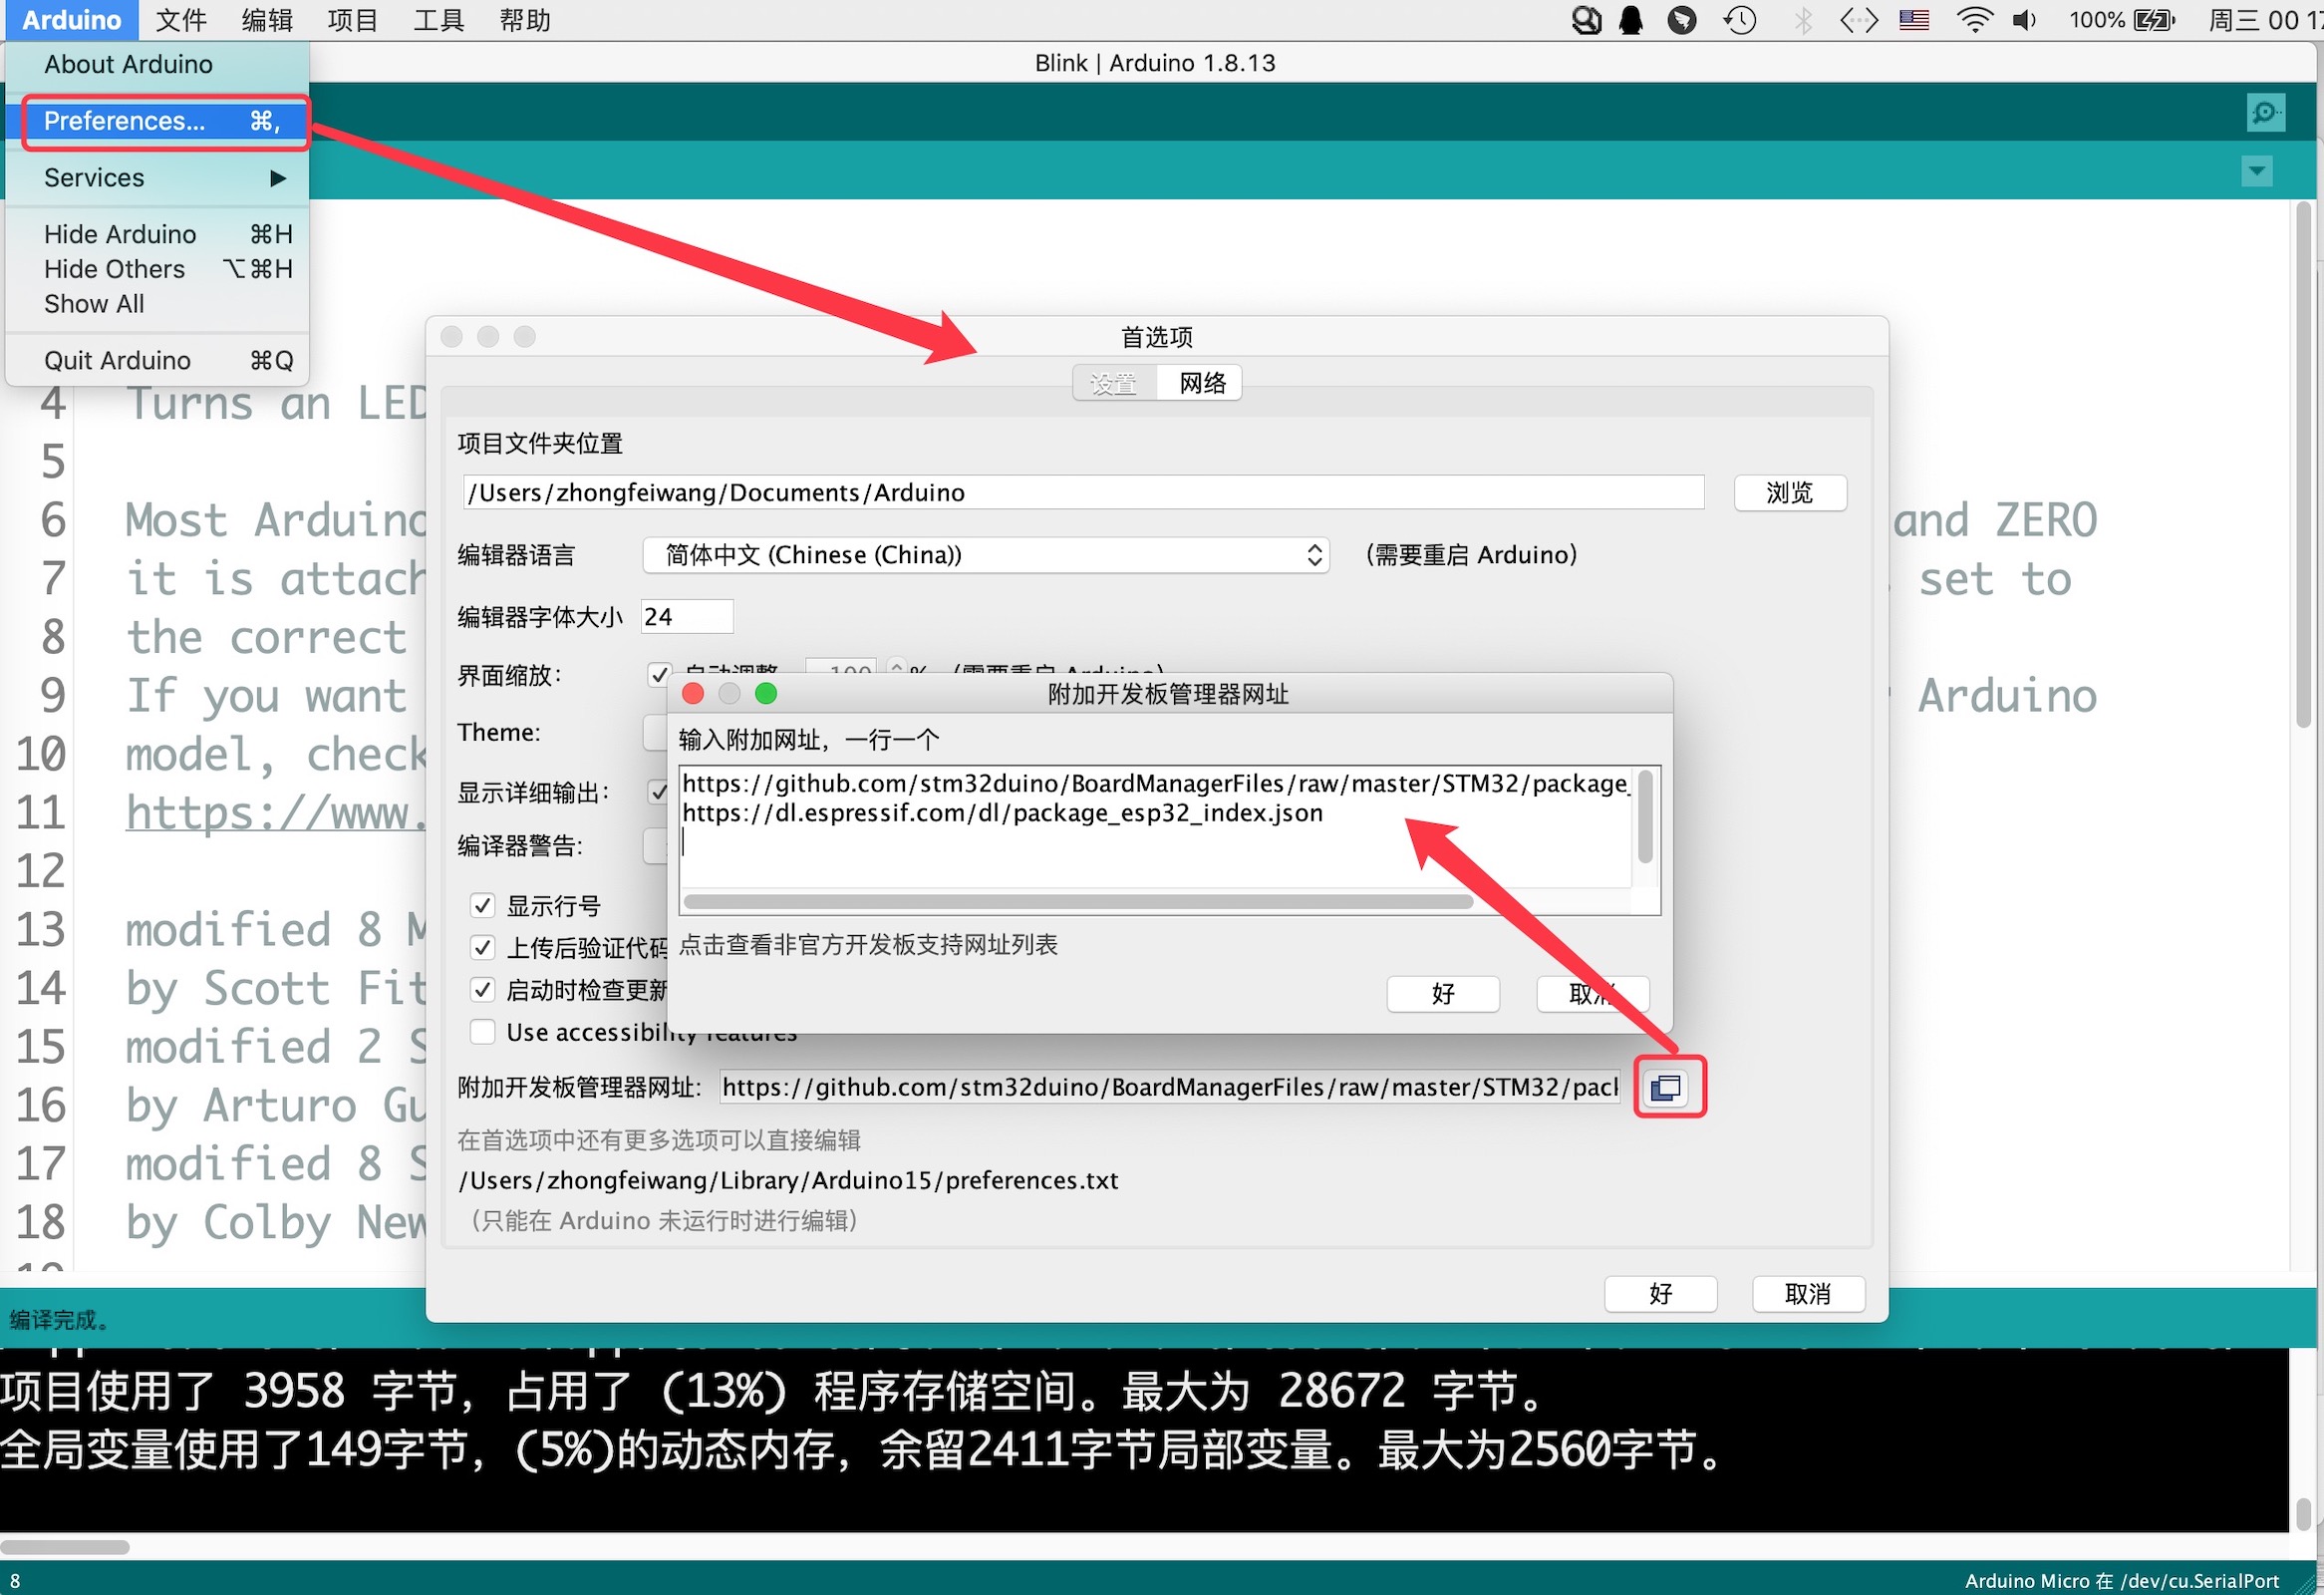 Arduino 文件 编辑 项目 工具 帮助 100% 周三 00 17
About Arduino
Blink | Arduino 1.8.13
Preferences... ⌘,
Services ▶
Hide Arduino ⌘H
Hide Others ⌥⌘H
Show All
Quit Arduino ⌘Q
首选项
设置 网络
4 Turns an LED
项目文件夹位置
5
/Users/zhongfeiwang/Documents/Arduino 浏览
6 Most Arduino and ZERO
编辑器语言 简体中文 (Chinese (China)) (需要重启 Arduino)
7 it is attach set to
编辑器字体大小 24
8 the correct
界面缩放: 自动调整 100 % (需要重启 Arduino)
9 If you want Arduino
附加开发板管理器网址
Theme:
输入附加网址，一行一个
10 model, check
https://github.com/stm32duino/BoardManagerFiles/raw/master/STM32/package_
显示详细输出:
https://dl.espressif.com/dl/package_esp32_index.json
11 https://www.
编译器警告:
12
显示行号
13 modified 8 M
上传后验证代码
点击查看非官方开发板支持网址列表
14 by Scott Fit
启动时检查更新
好 取消
15 modified 2 S
Use accessibility features
附加开发板管理器网址: https://github.com/stm32duino/BoardManagerFiles/raw/master/STM32/pack
16 by Arturo Gu
在首选项中还有更多选项可以直接编辑
17 modified 8 S
/Users/zhongfeiwang/Library/Arduino15/preferences.txt
18 by Colby New
(只能在 Arduino 未运行时进行编辑)
19
好 取消
编译完成。
项目使用了 3958 字节，占用了 (13%) 程序存储空间。最大为 28672 字节。
全局变量使用了149字节，(5%)的动态内存，余留2411字节局部变量。最大为2560字节。
8 Arduino Micro 在 /dev/cu.SerialPort